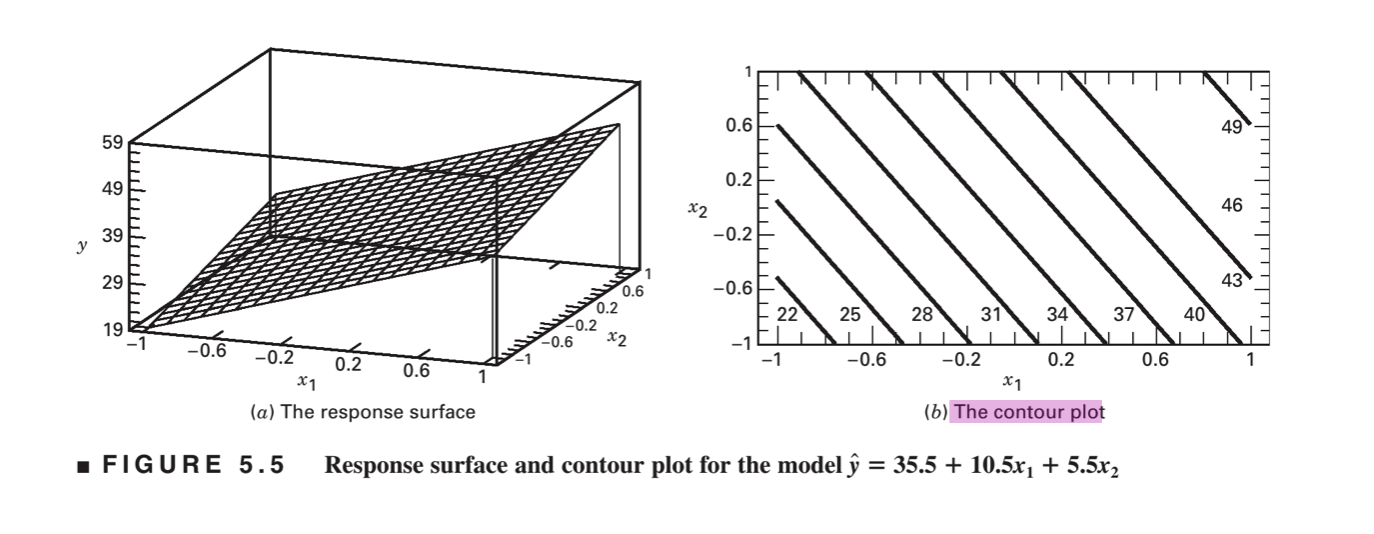 59
49
39
29
19
y
−1
−0.6
−0.2
0.2
0.6
1
x1
−1
−0.6
−0.2
0.2
0.6
1
x2
(a) The response surface
1
0.6
0.2
−0.2
−0.6
−1
x2
49
46
43
22 25 28 31 34 37 40
−1 −0.6 −0.2 0.2 0.6 1
x1
(b) The contour plot
■ FIGURE 5.5 Response surface and contour plot for the model ŷ = 35.5 + 10.5x1 + 5.5x2